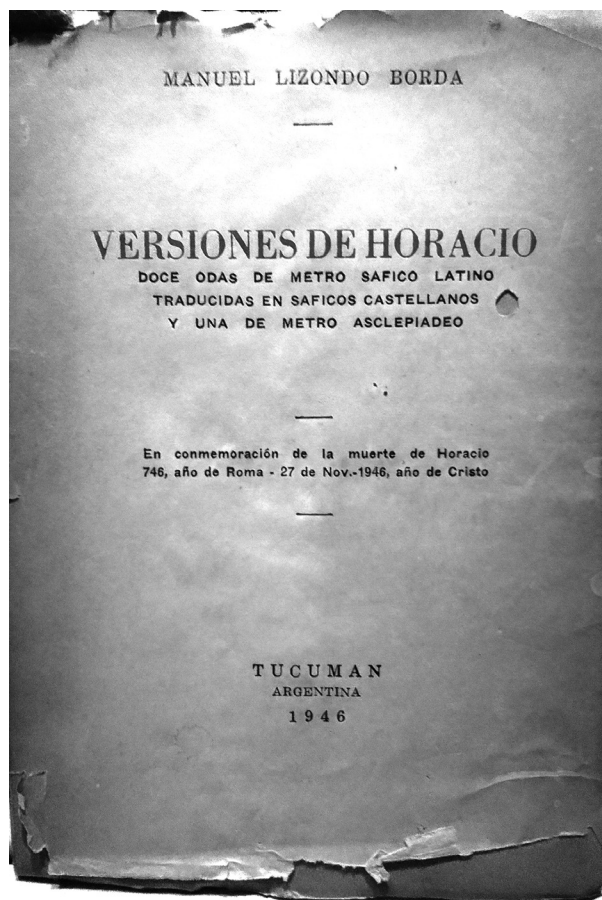 MANUEL LIZONDO BORDA
VERSIONES DE HORACIO
DOCE ODAS DE METRO SAFICO LATINO
TRADUCIDAS EN SAFICOS CASTELLANOS
Y UNA DE METRO ASCLEPIADEO
En conmemoración de la muerte de Horacio
746, año de Roma - 27 de Nov.-1946, año de Cristo
TUCUMAN
ARGENTINA
1946